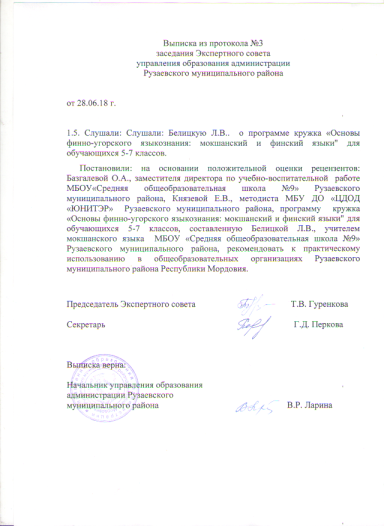 Выписка из протокола №3
заседания Экспертного совета
управления образования администрации
Рузаевского муниципального района
от 28.06.18 г.
1.5. Слушали: Слушали: Белицкую Л.В.. о программе кружка «Основы
финно-угорского языкознания: мокшанский и финский языки" для
обучающихся 5-7 классов.
Постановили: на основании положительной оценки рецензентов:
Базгалевой О.А., заместителя директора по учебно-воспитательной работе
МБОУ«Средняя общеобразовательная школа №9» Рузаевского
муниципального района, Князевой Е.В., методиста МБУ ДО «ЦДОД
«ЮНИТЭР» Рузаевского муниципального района, программу кружка
«Основы финно-угорского языкознания: мокшанский и финский языки" для
обучающихся 5-7 классов, составленную Белицкой Л.В., учителем
мокшанского языка МБОУ «Средняя общеобразовательная школа №9»
Рузаевского муниципального района, рекомендовать к практическому
использованию в общеобразовательных организациях Рузаевского
муниципального района Республики Мордовия.
Председатель Экспертного совета Т.В. Гуренкова
Секретарь Г.Д. Перкова
Выписка верна:
Начальник управления образования
администрации Рузаевского
муниципального района В.Р. Ларина